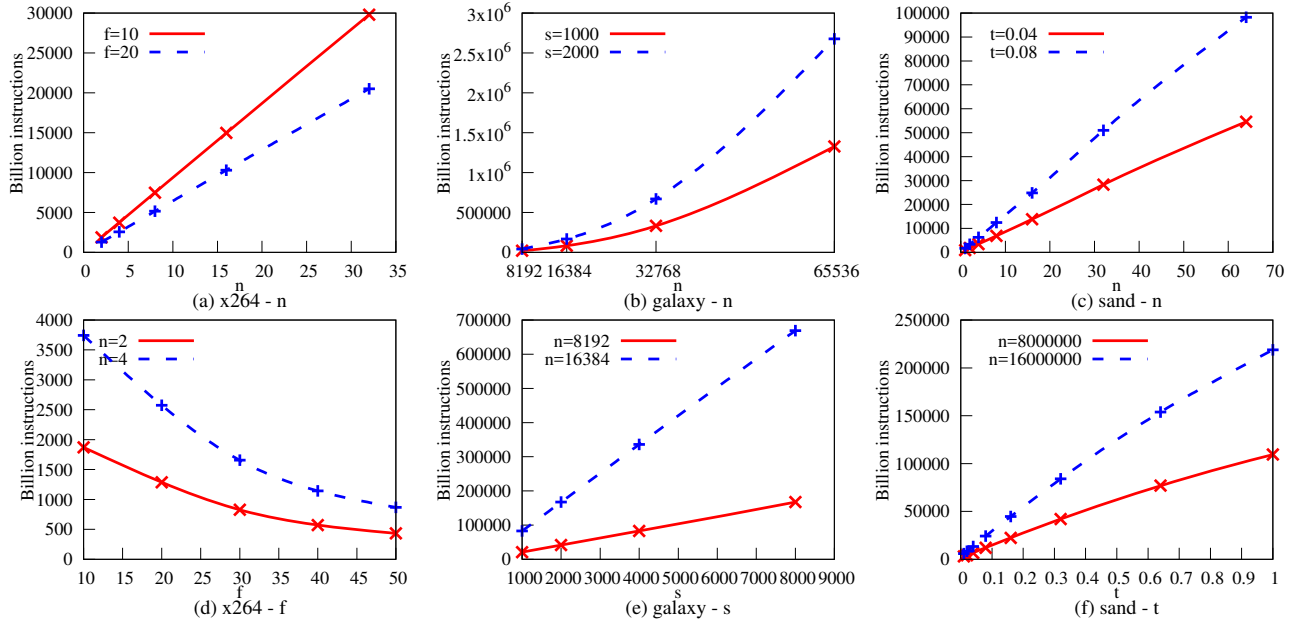 30000
25000
20000
15000
10000
5000
0
Billion instructions
f=10
f=20
0 5 10 15 20 25 30 35
n
(a) x264 - n
3x10^6
2.5x10^6
2x10^6
1.5x10^6
1x10^6
500000
0
Billion instructions
s=1000
s=2000
8192 16384 32768 65536
n
(b) galaxy - n
100000
90000
80000
70000
60000
50000
40000
30000
20000
10000
0
Billion instructions
t=0.04
t=0.08
0 10 20 30 40 50 60 70
n
(c) sand - n
4000
3500
3000
2500
2000
1500
1000
500
0
Billion instructions
n=2
n=4
10 15 20 25 30 35 40 45 50
f
(d) x264 - f
700000
600000
500000
400000
300000
200000
100000
0
Billion instructions
n=8192
n=16384
1000 2000 3000 4000 5000 6000 7000 8000 9000
s
(e) galaxy - s
250000
200000
150000
100000
50000
0
Billion instructions
n=8000000
n=16000000
0 0.1 0.2 0.3 0.4 0.5 0.6 0.7 0.8 0.9 1
t
(f) sand - t